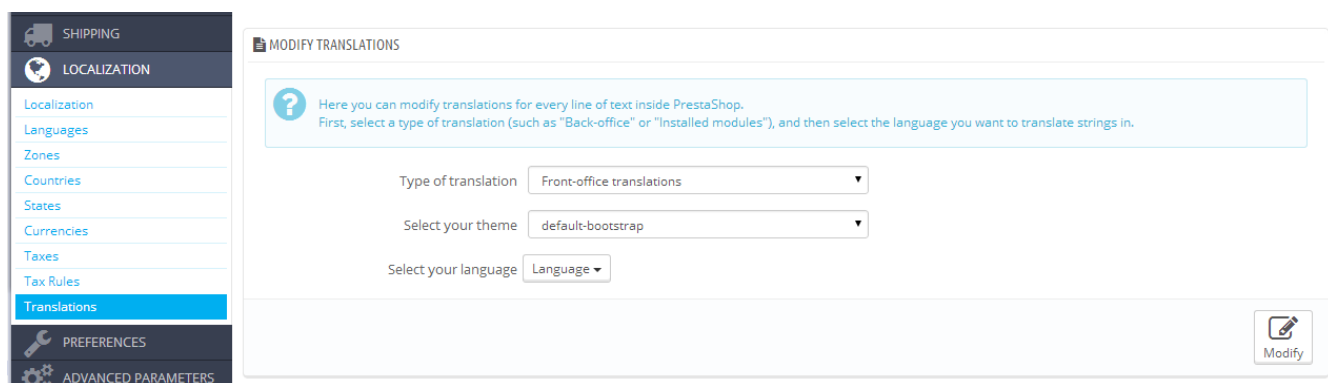 SHIPPING
LOCALIZATION
Localization
Languages
Zones
Countries
States
Currencies
Taxes
Tax Rules
Translations
PREFERENCES
ADVANCED PARAMETERS
MODIFY TRANSLATIONS
Here you can modify translations for every line of text inside PrestaShop.
First, select a type of translation (such as "Back-office" or "Installed modules"), and then select the language you want to translate strings in.
Type of translation Front-office translations
Select your theme default-bootstrap
Select your language Language
Modify